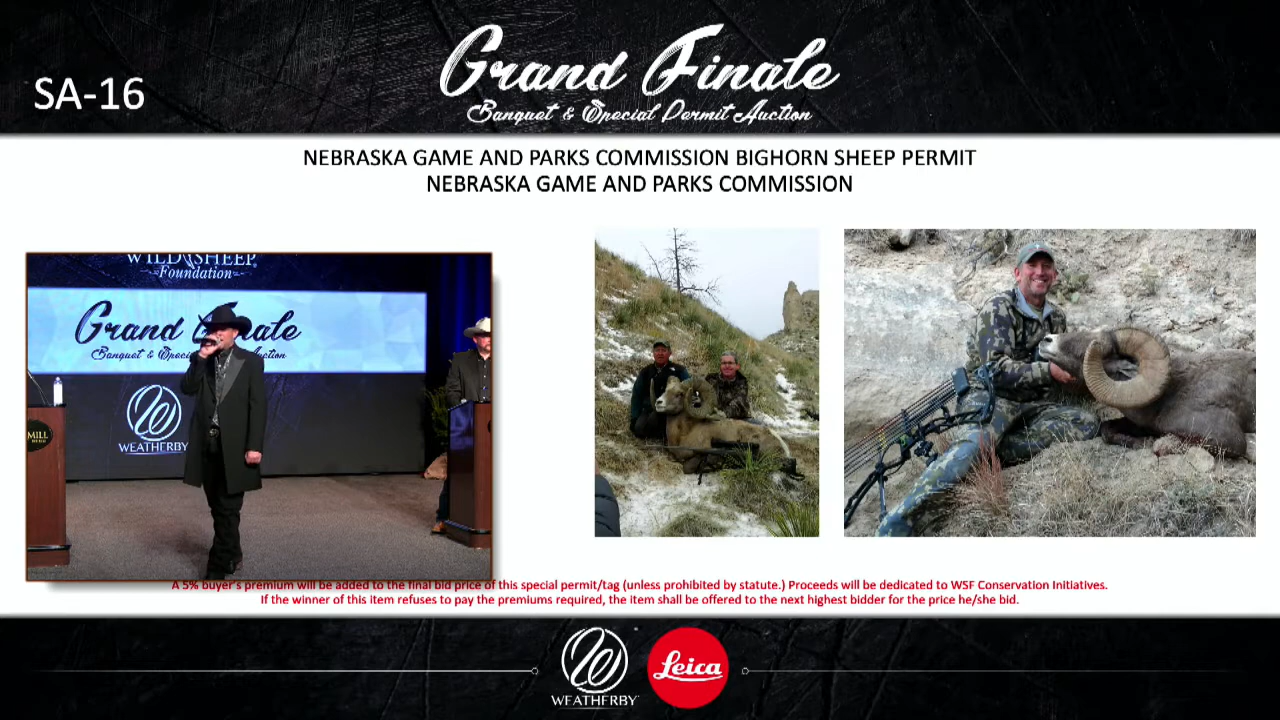 SA-16
Grand Finale
Banquet & Special Permit Auction
NEBRASKA GAME AND PARKS COMMISSION BIGHORN SHEEP PERMIT
NEBRASKA GAME AND PARKS COMMISSION
WILD SHEEP
Foundation
Grand Finale
Banquet & Auction
WEATHERBY
MILL
A 5% buyer's premium will be added to the final bid price of this special permit/tag (unless prohibited by statute.) Proceeds will be dedicated to WSF Conservation Initiatives.
If the winner of this item refuses to pay the premiums required, the item shall be offered to the next highest bidder for the price he/she bid.
WEATHERBY
Leica